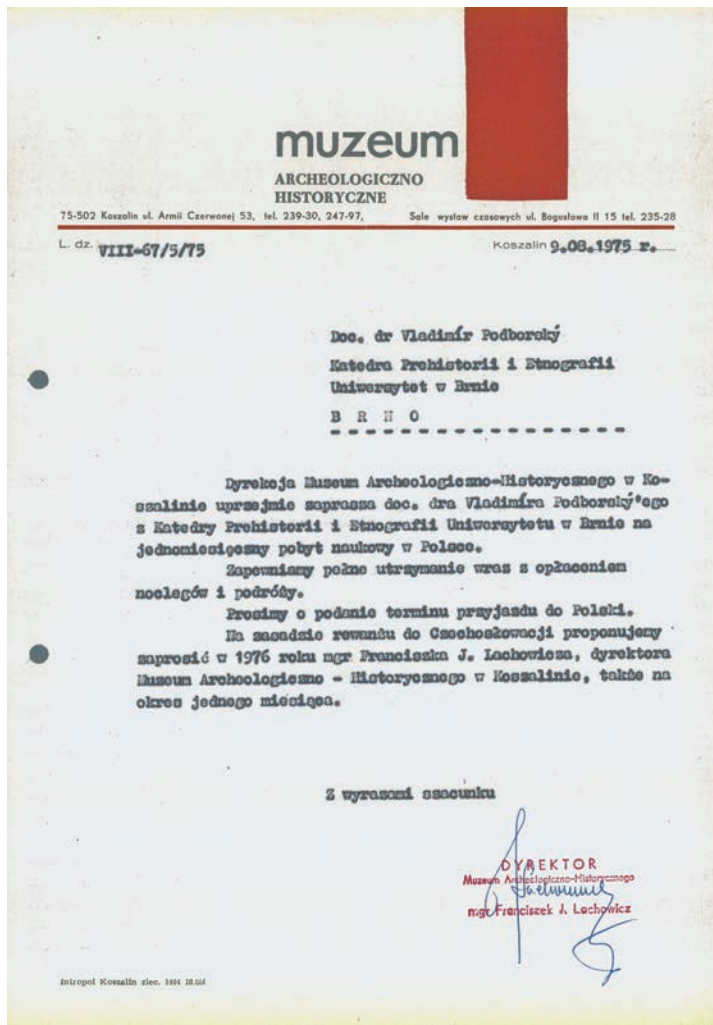 muzeum
ARCHEOLOGICZNO
HISTORYCZNE
75-502 Koszalin ul. Armii Czerwonej 53, tel. 239-30, 247-97, Sale wystaw czasowych ul. Bogusława II 15 tel. 235-28
L. dz. VIII-67/5/75 Koszalin 9.08.1975 r.
Doc. dr Vladimír Podborský
Katedra Prehistorii i Etnografii
Uniwersytet w Brnie
B R N O
Dyrekcja Muzeum Archeologiczno-Historycznego w Ko-
szalinie uprzejmie zaprasza doc. dra Vladimíra Podborský'ego
z Katedry Prehistorii i Etnografii Uniwersytetu w Brnie na
jednomiesięczny pobyt naukowy w Polsce.
Zapewniamy pełne utrzymanie wraz z opłaceniem
noclegów i podróży.
Prosimy o podanie terminu przyjazdu do Polski.
Na zasadzie rewanżu do Czechosłowacji proponujemy
zaprosić w 1976 roku mgr Franciszka J. Lachowicza, dyrektora
Muzeum Archeologiczno - Historycznego w Koszalinie, także na
okres jednego miesiąca.
Z wyrazami szacunku
DYREKTOR
Muzeum Archeologiczno-Historycznego
mgr Franciszek J. Lachowicz
Intropol Koszalin zlec.